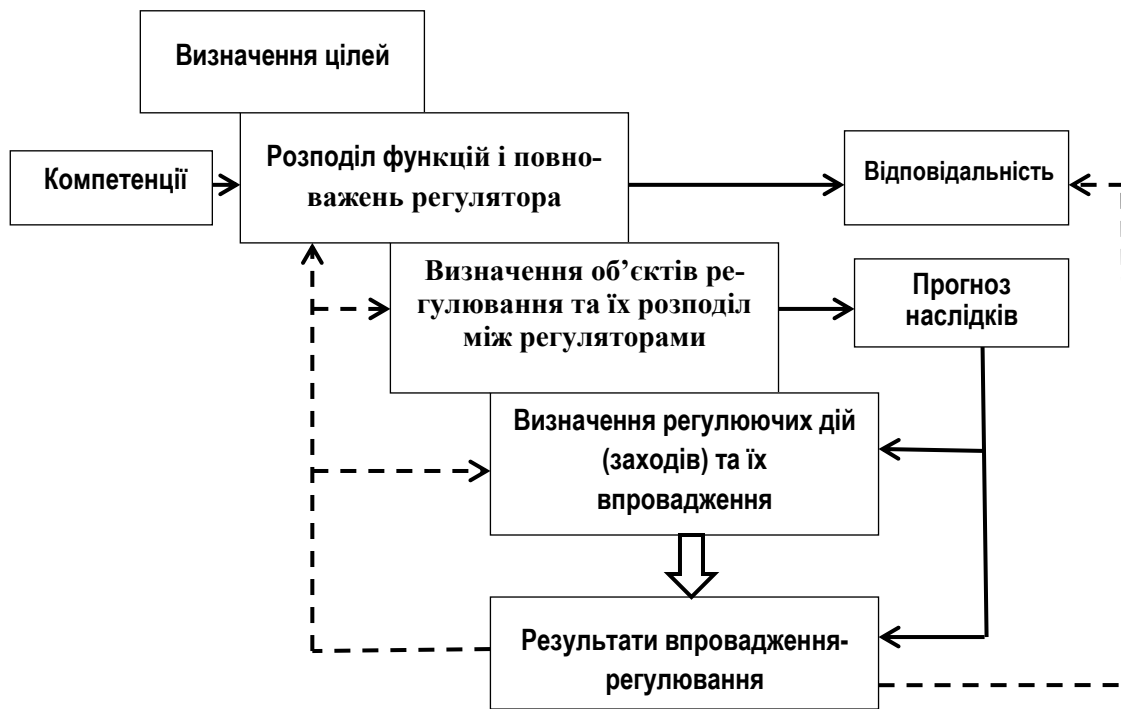 Визначення цілей
Розподіл функцій і повно-
важень регулятора
Компетенції
Відповідальність
Визначення об’єктів ре-
гулювання та їх розподіл
між регуляторами
Прогноз
наслідків
Визначення регулюючих дій
(заходів) та їх
впровадження
Результати впровадження-
регулювання